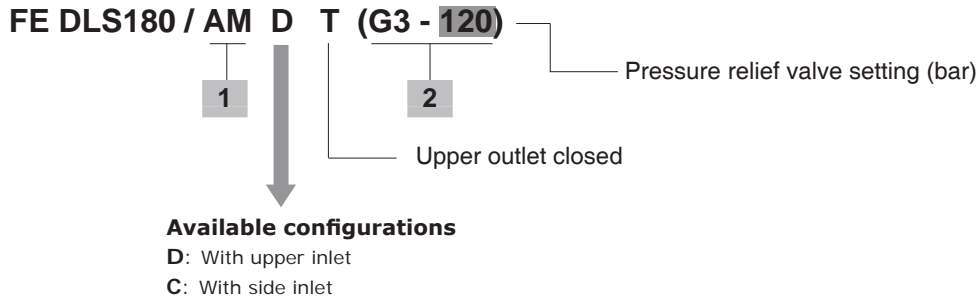 FE DLS180 / AM D T (G3 - 120)
Pressure relief valve setting (bar)
1
2
Upper outlet closed
Available configurations
D: With upper inlet
C: With side inlet